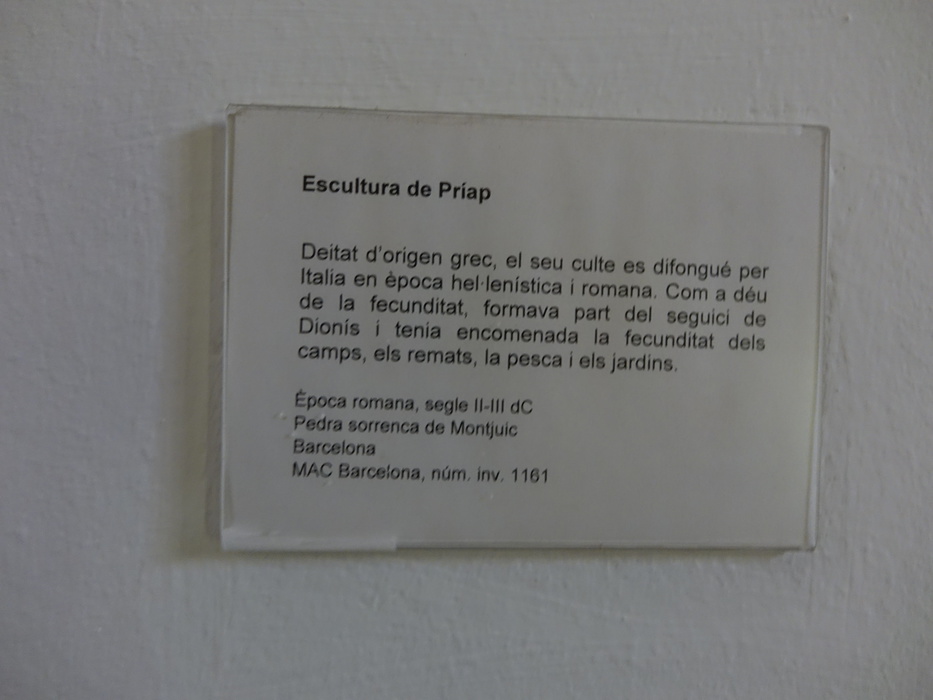 Escultura de Príap
Deitat d'origen grec, el seu culte es difongué per
Italia en època hel·lenística i romana. Com a déu
de la fecunditat, formava part del seguici de
Dionís i tenia encomenada la fecunditat dels
camps, els remats, la pesca i els jardins.
Època romana, segle II-III dC
Pedra sorrenca de Montjuic
Barcelona
MAC Barcelona, núm. inv. 1161